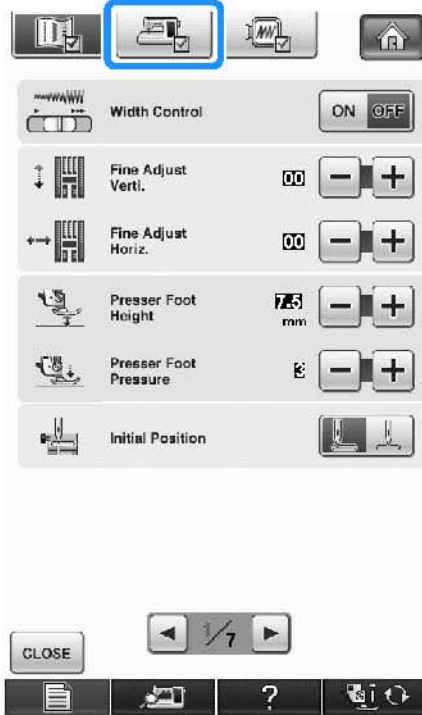 Width Control
ON OFF
Fine Adjust
Verti.
00
Fine Adjust
Horiz.
00
Presser Foot
Height
7.5
mm
Presser Foot
Pressure
3
Initial Position
1/7
CLOSE
?